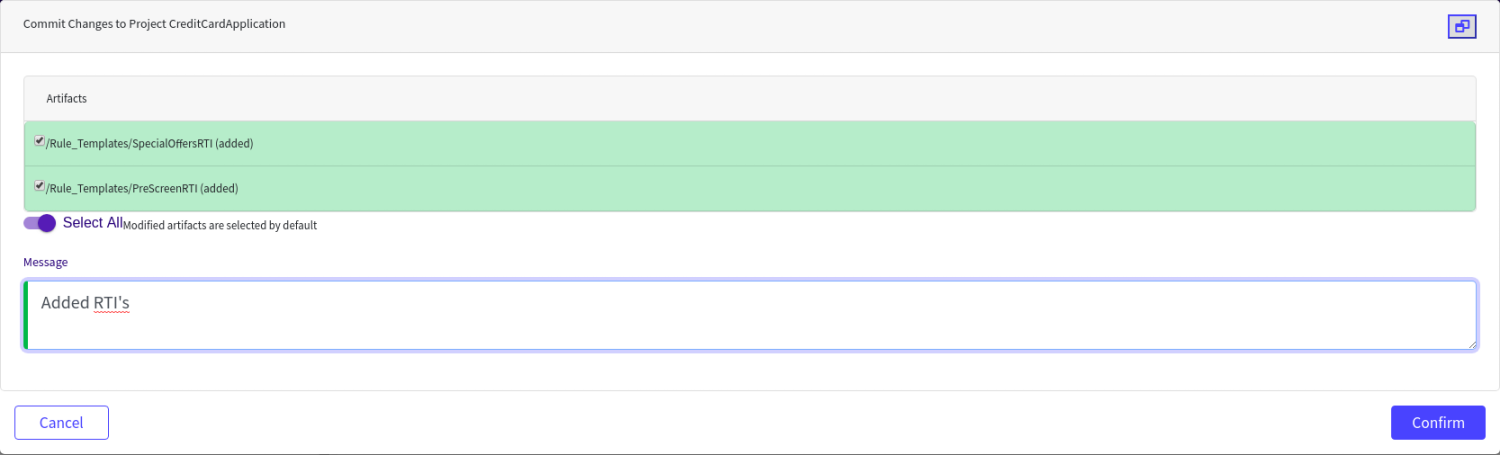 Commit Changes to Project CreditCardApplication
Artifacts
/Rule_Templates/SpecialOffersRTI (added)
/Rule_Templates/PreScreenRTI (added)
Select All Modified artifacts are selected by default
Message
Added RTI's
Cancel
Confirm